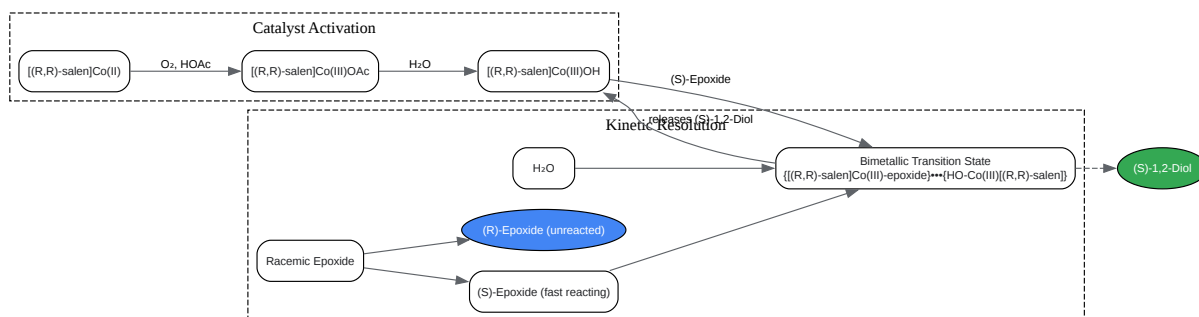 Catalyst Activation
[(R,R)-salen]Co(II)
O₂, HOAc
[(R,R)-salen]Co(III)OAc
H₂O
[(R,R)-salen]Co(III)OH
(S)-Epoxide
releases (S)-1,2-Diol
Kinetic Resolution
H₂O
Bimetallic Transition State
{[(R,R)-salen]Co(III)-epoxide}•••{HO-Co(III)[(R,R)-salen]}
(S)-1,2-Diol
(R)-Epoxide (unreacted)
Racemic Epoxide
(S)-Epoxide (fast reacting)